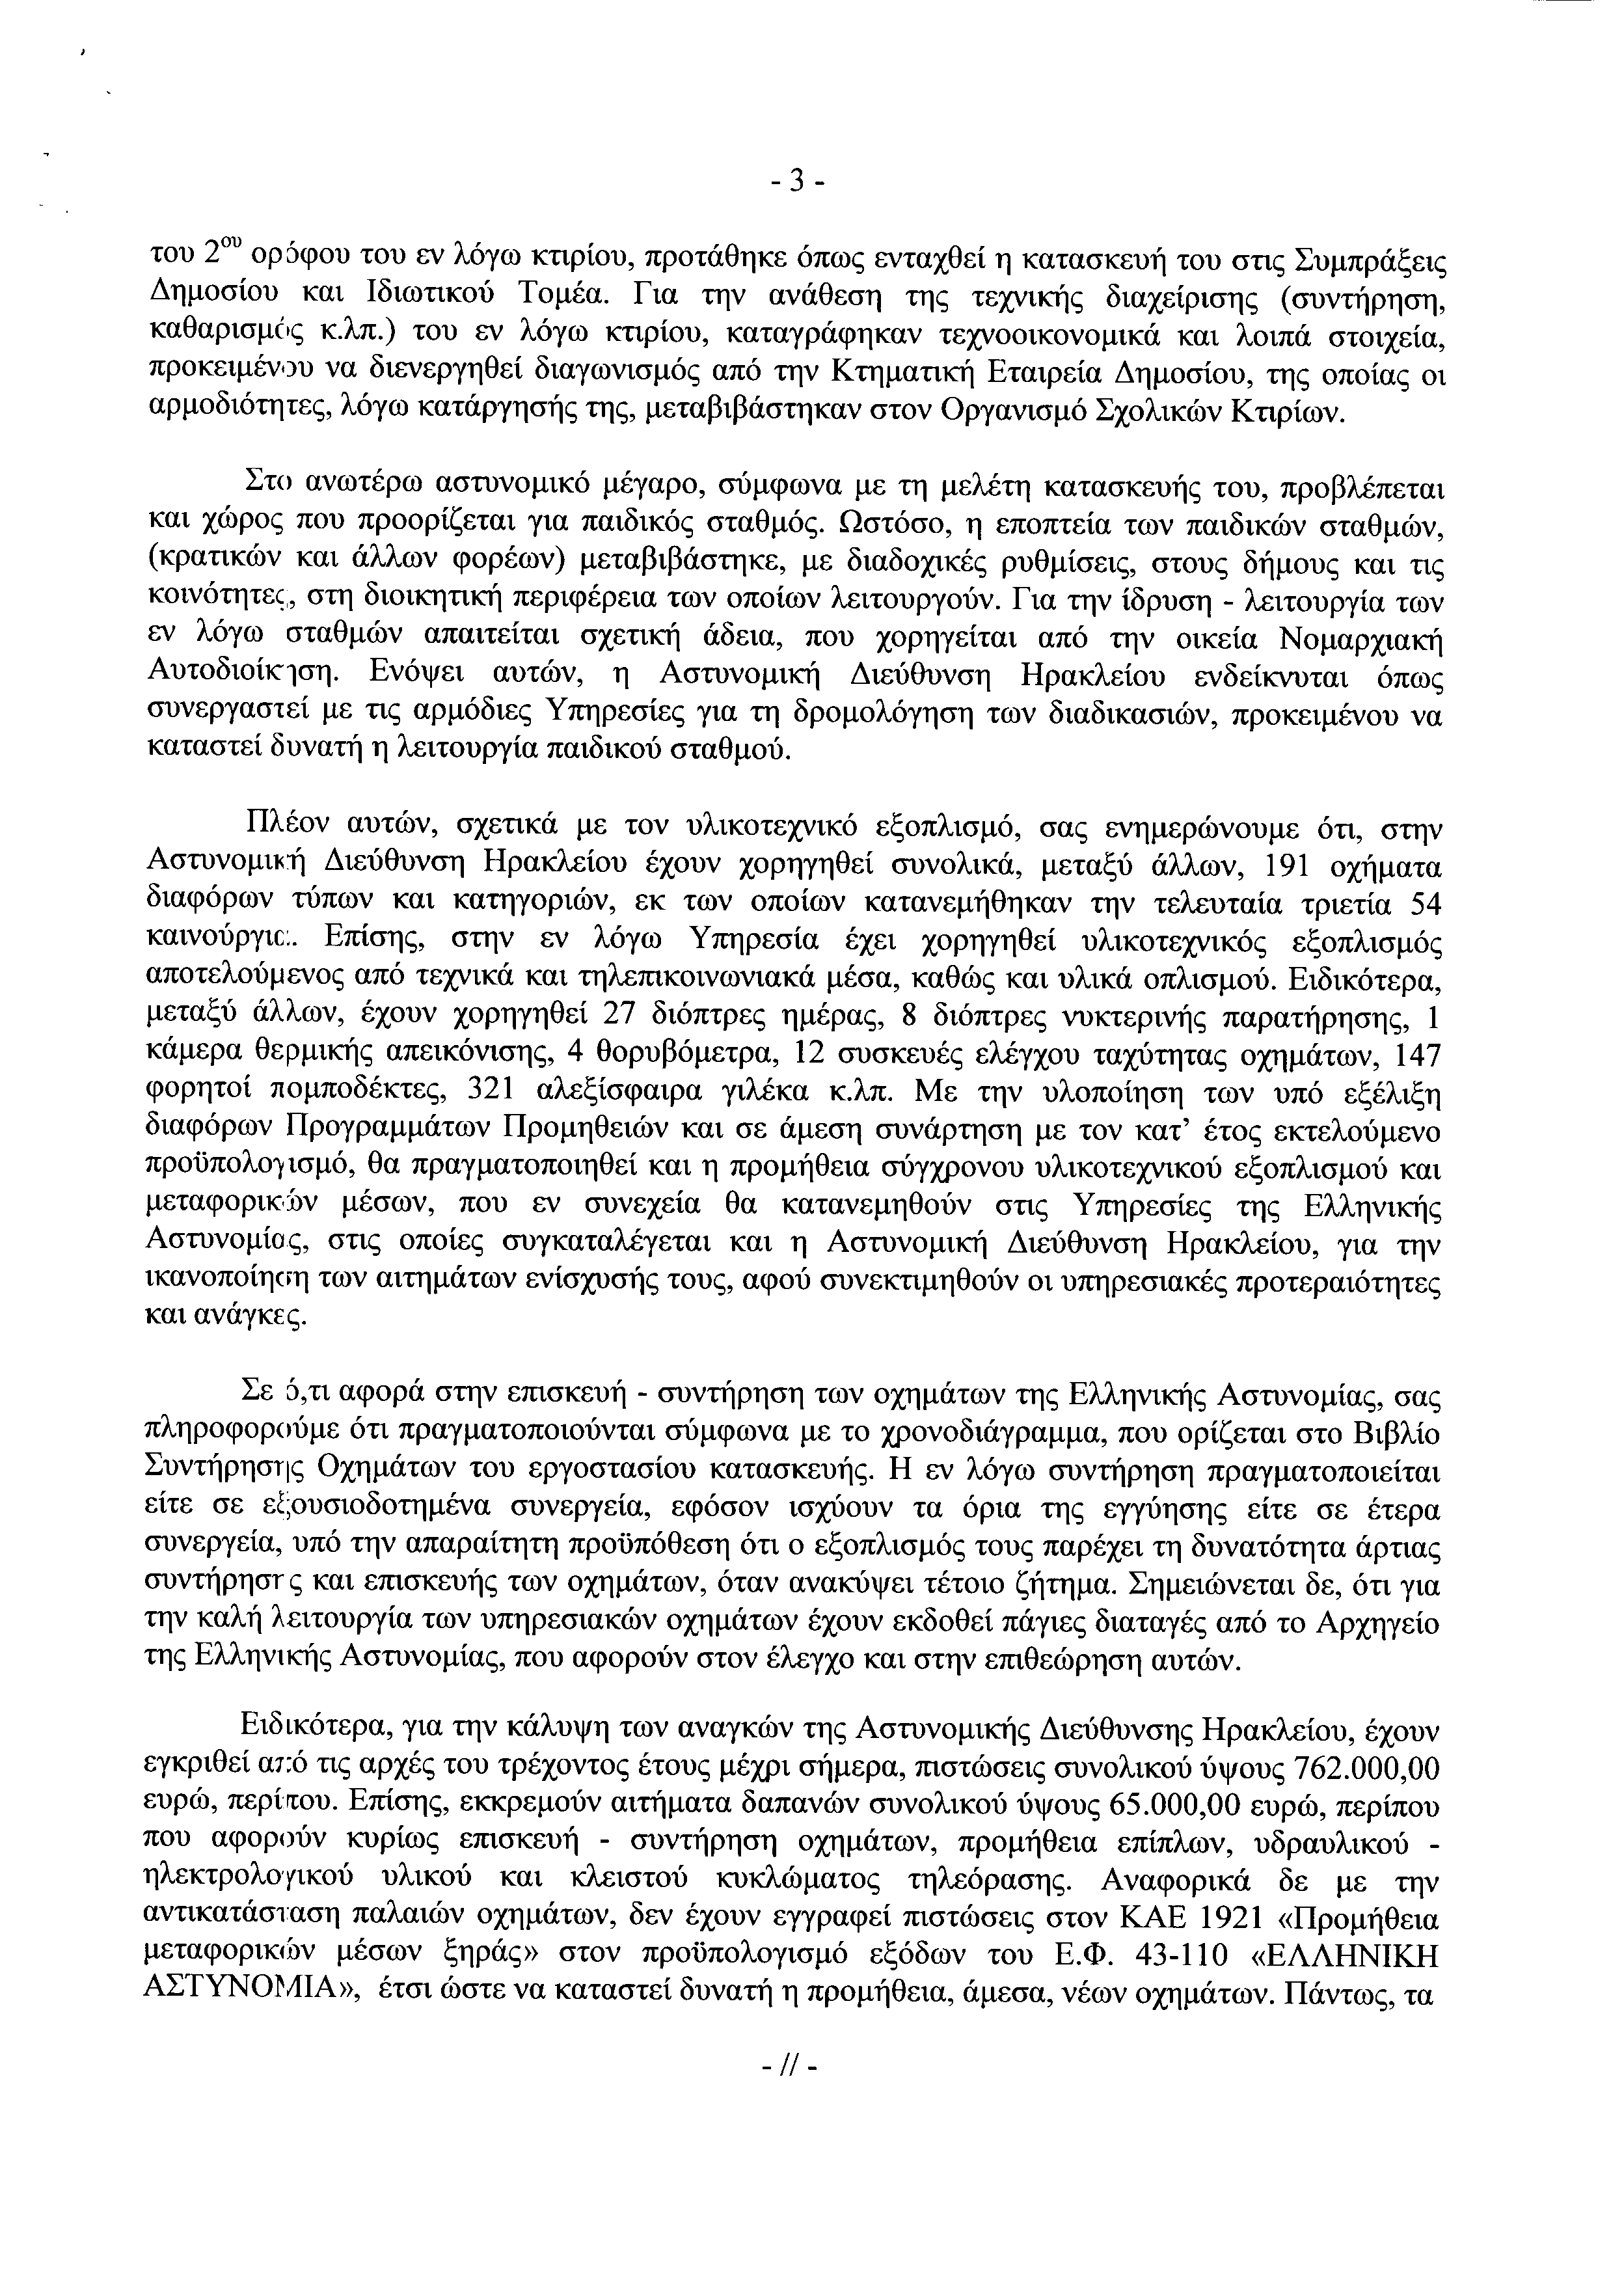 - 3 -
του 2ου ορόφου του εν λόγω κτιρίου, προτάθηκε όπως ενταχθεί η κατασκευή του στις Συμπράξεις
Δημοσίου και Ιδιωτικού Τομέα. Για την ανάθεση της τεχνικής διαχείρισης (συντήρηση,
καθαρισμός κ.λπ.) του εν λόγω κτιρίου, καταγράφηκαν τεχνοοικονομικά και λοιπά στοιχεία,
προκειμένου να διενεργηθεί διαγωνισμός από την Κτηματική Εταιρεία Δημοσίου, της οποίας οι
αρμοδιότητες, λόγω κατάργησής της, μεταβιβάστηκαν στον Οργανισμό Σχολικών Κτιρίων.
Στο ανωτέρω αστυνομικό μέγαρο, σύμφωνα με τη μελέτη κατασκευής του, προβλέπεται
και χώρος που προορίζεται για παιδικός σταθμός. Ωστόσο, η εποπτεία των παιδικών σταθμών,
(κρατικών και άλλων φορέων) μεταβιβάστηκε, με διαδοχικές ρυθμίσεις, στους δήμους και τις
κοινότητες, στη διοικητική περιφέρεια των οποίων λειτουργούν. Για την ίδρυση - λειτουργία των
εν λόγω σταθμών απαιτείται σχετική άδεια, που χορηγείται από την οικεία Νομαρχιακή
Αυτοδιοίκηση. Ενόψει αυτών, η Αστυνομική Διεύθυνση Ηρακλείου ενδείκνυται όπως
συνεργαστεί με τις αρμόδιες Υπηρεσίες για τη δρομολόγηση των διαδικασιών, προκειμένου να
καταστεί δυνατή η λειτουργία παιδικού σταθμού.
Πλέον αυτών, σχετικά με τον υλικοτεχνικό εξοπλισμό, σας ενημερώνουμε ότι, στην
Αστυνομική Διεύθυνση Ηρακλείου έχουν χορηγηθεί συνολικά, μεταξύ άλλων, 191 οχήματα
διαφόρων τύπων και κατηγοριών, εκ των οποίων κατανεμήθηκαν την τελευταία τριετία 54
καινούργια. Επίσης, στην εν λόγω Υπηρεσία έχει χορηγηθεί υλικοτεχνικός εξοπλισμός
αποτελούμενος από τεχνικά και τηλεπικοινωνιακά μέσα, καθώς και υλικά οπλισμού. Ειδικότερα,
μεταξύ άλλων, έχουν χορηγηθεί 27 διόπτρες ημέρας, 8 διόπτρες νυκτερινής παρατήρησης, 1
κάμερα θερμικής απεικόνισης, 4 θορυβόμετρα, 12 συσκευές ελέγχου ταχύτητας οχημάτων, 147
φορητοί πομποδέκτες, 321 αλεξίσφαιρα γιλέκα κ.λπ. Με την υλοποίηση των υπό εξέλιξη
διαφόρων Προγραμμάτων Προμηθειών και σε άμεση συνάρτηση με τον κατ’ έτος εκτελούμενο
προϋπολογισμό, θα πραγματοποιηθεί και η προμήθεια σύγχρονου υλικοτεχνικού εξοπλισμού και
μεταφορικών μέσων, που εν συνεχεία θα κατανεμηθούν στις Υπηρεσίες της Ελληνικής
Αστυνομίας, στις οποίες συγκαταλέγεται και η Αστυνομική Διεύθυνση Ηρακλείου, για την
ικανοποίηση των αιτημάτων ενίσχυσής τους, αφού συνεκτιμηθούν οι υπηρεσιακές προτεραιότητες
και ανάγκες.
Σε ό,τι αφορά στην επισκευή - συντήρηση των οχημάτων της Ελληνικής Αστυνομίας, σας
πληροφορούμε ότι πραγματοποιούνται σύμφωνα με το χρονοδιάγραμμα, που ορίζεται στο Βιβλίο
Συντήρησης Οχημάτων του εργοστασίου κατασκευής. Η εν λόγω συντήρηση πραγματοποιείται
είτε σε εξουσιοδοτημένα συνεργεία, εφόσον ισχύουν τα όρια της εγγύησης είτε σε έτερα
συνεργεία, υπό την απαραίτητη προϋπόθεση ότι ο εξοπλισμός τους παρέχει τη δυνατότητα άρτιας
συντήρησης και επισκευής των οχημάτων, όταν ανακύψει τέτοιο ζήτημα. Σημειώνεται δε, ότι για
την καλή λειτουργία των υπηρεσιακών οχημάτων έχουν εκδοθεί πάγιες διαταγές από το Αρχηγείο
της Ελληνικής Αστυνομίας, που αφορούν στον έλεγχο και στην επιθεώρηση αυτών.
Ειδικότερα, για την κάλυψη των αναγκών της Αστυνομικής Διεύθυνσης Ηρακλείου, έχουν
εγκριθεί από τις αρχές του τρέχοντος έτους μέχρι σήμερα, πιστώσεις συνολικού ύψους 762.000,00
ευρώ, περίπου. Επίσης, εκκρεμούν αιτήματα δαπανών συνολικού ύψους 65.000,00 ευρώ, περίπου
που αφορούν κυρίως επισκευή - συντήρηση οχημάτων, προμήθεια επίπλων, υδραυλικού -
ηλεκτρολογικού υλικού και κλειστού κυκλώματος τηλεόρασης. Αναφορικά δε με την
αντικατάσταση παλαιών οχημάτων, δεν έχουν εγγραφεί πιστώσεις στον ΚΑΕ 1921 «Προμήθεια
μεταφορικών μέσων ξηράς» στον προϋπολογισμό εξόδων του Ε.Φ. 43-110 «ΕΛΛΗΝΙΚΗ
ΑΣΤΥΝΟΜΙΑ», έτσι ώστε να καταστεί δυνατή η προμήθεια, άμεσα, νέων οχημάτων. Πάντως, τα
- // -